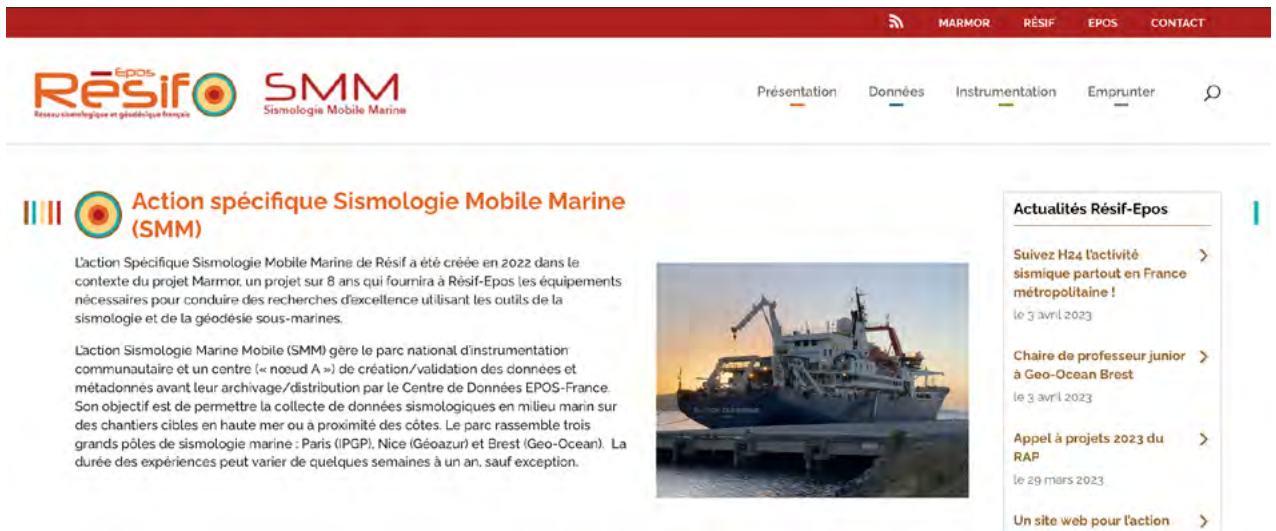 MARMOR RÉSIF EPOS CONTACT
Epos
Résif
Réseau sismologique et géodésique français
SMM
Sismologie Mobile Marine
Présentation Données Instrumentation Emprunter
Action spécifique Sismologie Mobile Marine
(SMM)
L'action Spécifique Sismologie Mobile Marine de Résif a été créée en 2022 dans le
contexte du projet Marmor, un projet sur 8 ans qui fournira à Résif-Epos les équipements
nécessaires pour conduire des recherches d'excellence utilisant les outils de la
sismologie et de la géodésie sous-marines.
L'action Sismologie Marine Mobile (SMM) gère le parc national d'instrumentation
communautaire et un centre (« nœud A ») de création/validation des données et
métadonnés avant leur archivage/distribution par le Centre de Données EPOS-France.
Son objectif est de permettre la collecte de données sismologiques en milieu marin sur
des chantiers cibles en haute mer ou à proximité des côtes. Le parc rassemble trois
grands pôles de sismologie marine : Paris (IPGP), Nice (Géoazur) et Brest (Geo-Ocean). La
durée des expériences peut varier de quelques semaines à un an, sauf exception.
Actualités Résif-Epos
Suivez H24 l'activité
sismique partout en France
métropolitaine !
le 3 avril 2023
Chaire de professeur junior
à Geo-Ocean Brest
le 3 avril 2023
Appel à projets 2023 du
RAP
le 29 mars 2023
Un site web pour l'action